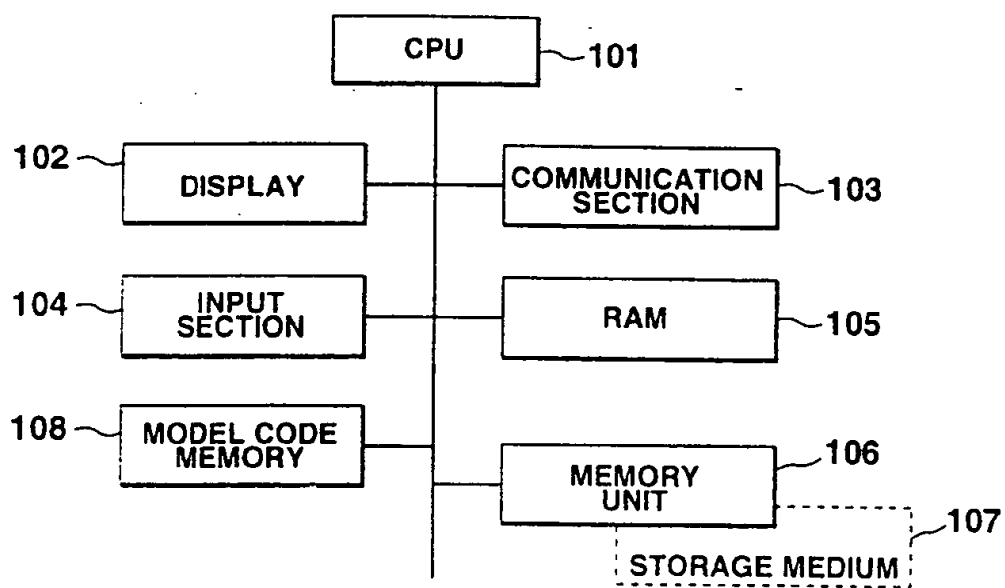 CPU
101
102
DISPLAY
COMMUNICATION
SECTION
103
104
INPUT
SECTION
RAM
105
108
MODEL CODE
MEMORY
MEMORY
UNIT
106
107
STORAGE MEDIUM